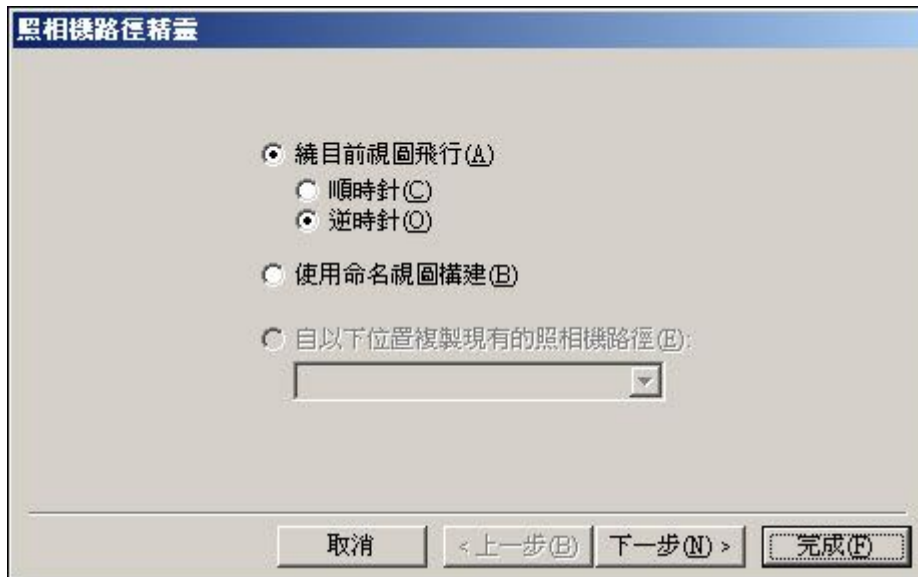 照相機路徑精靈
繞目前視圖飛行(A)
順時針(C)
逆時針(O)
使用命名視圖構建(B)
自以下位置複製現有的照相機路徑(E):
取消
<上一步(B)
下一步(N) >
完成(F)